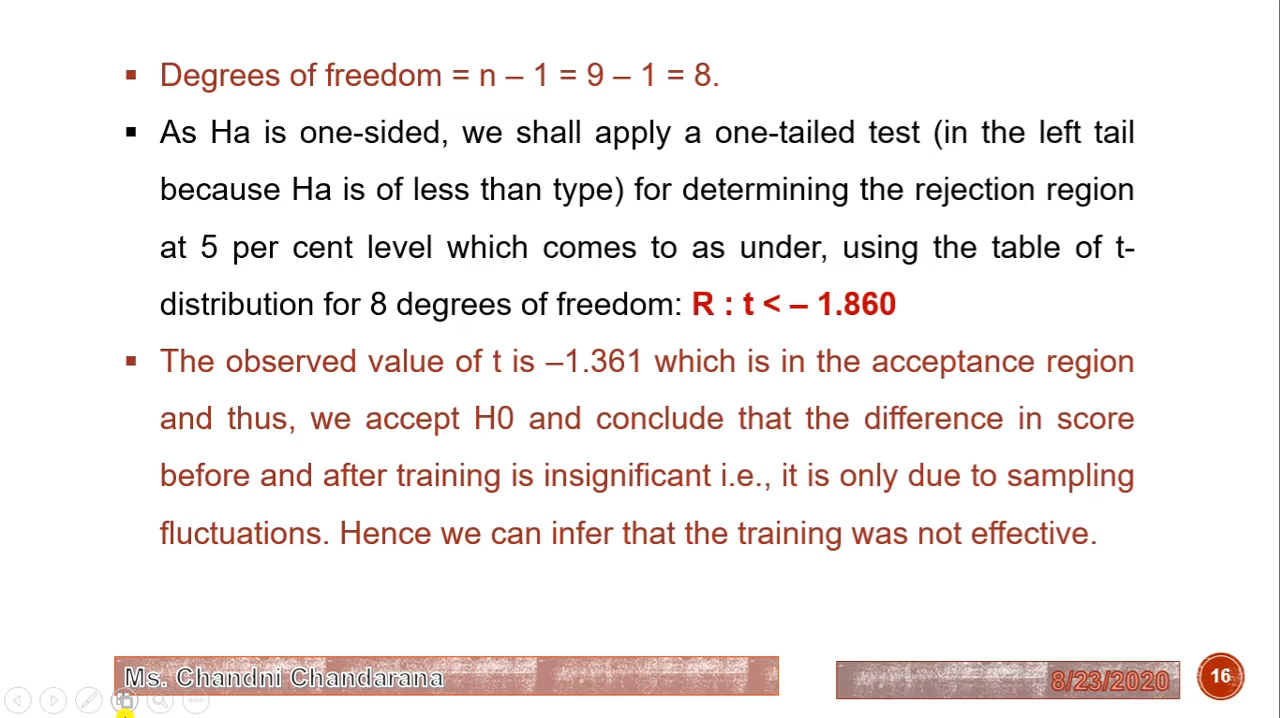 ▪ Degrees of freedom = n – 1 = 9 – 1 = 8.
▪ As Ha is one-sided, we shall apply a one-tailed test (in the left tail
because Ha is of less than type) for determining the rejection region
at 5 per cent level which comes to as under, using the table of t-
distribution for 8 degrees of freedom: R : t < – 1.860
▪ The observed value of t is –1.361 which is in the acceptance region
and thus, we accept H0 and conclude that the difference in score
before and after training is insignificant i.e., it is only due to sampling
fluctuations. Hence we can infer that the training was not effective.
Ms. Chandni Chandarana
8/23/2020
16